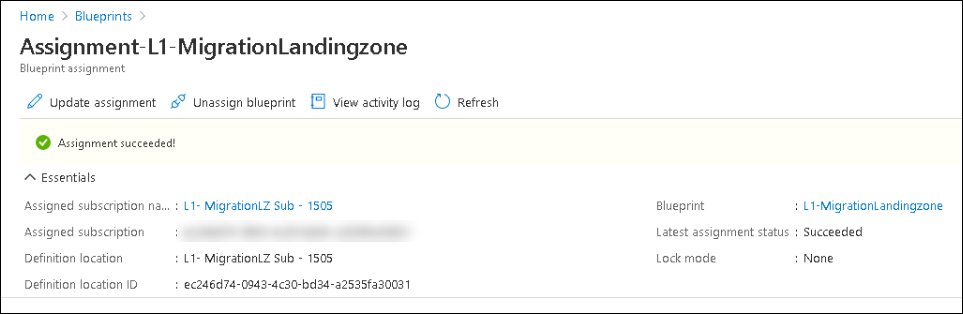 Home > Blueprints >
Assignment-L1-MigrationLandingzone
Blueprint assignment
Update assignment Unassign blueprint View activity log Refresh
Assignment succeeded!
Essentials
Assigned subscription na... : L1- MigrationLZ Sub - 1505 Blueprint : L1-MigrationLandingzone
Assigned subscription : Latest assignment status : Succeeded
Definition location : L1- MigrationLZ Sub - 1505 Lock mode : None
Definition location ID : ec246d74-0943-4c30-bd34-a2535fa30031